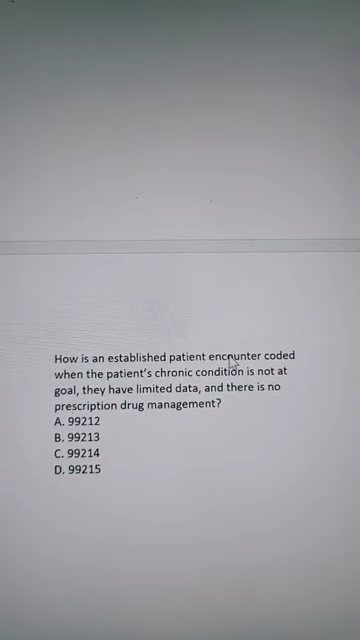 How is an established patient encounter coded
when the patient's chronic condition is not at
goal, they have limited data, and there is no
prescription drug management?
A. 99212
B. 99213
C. 99214
D. 99215